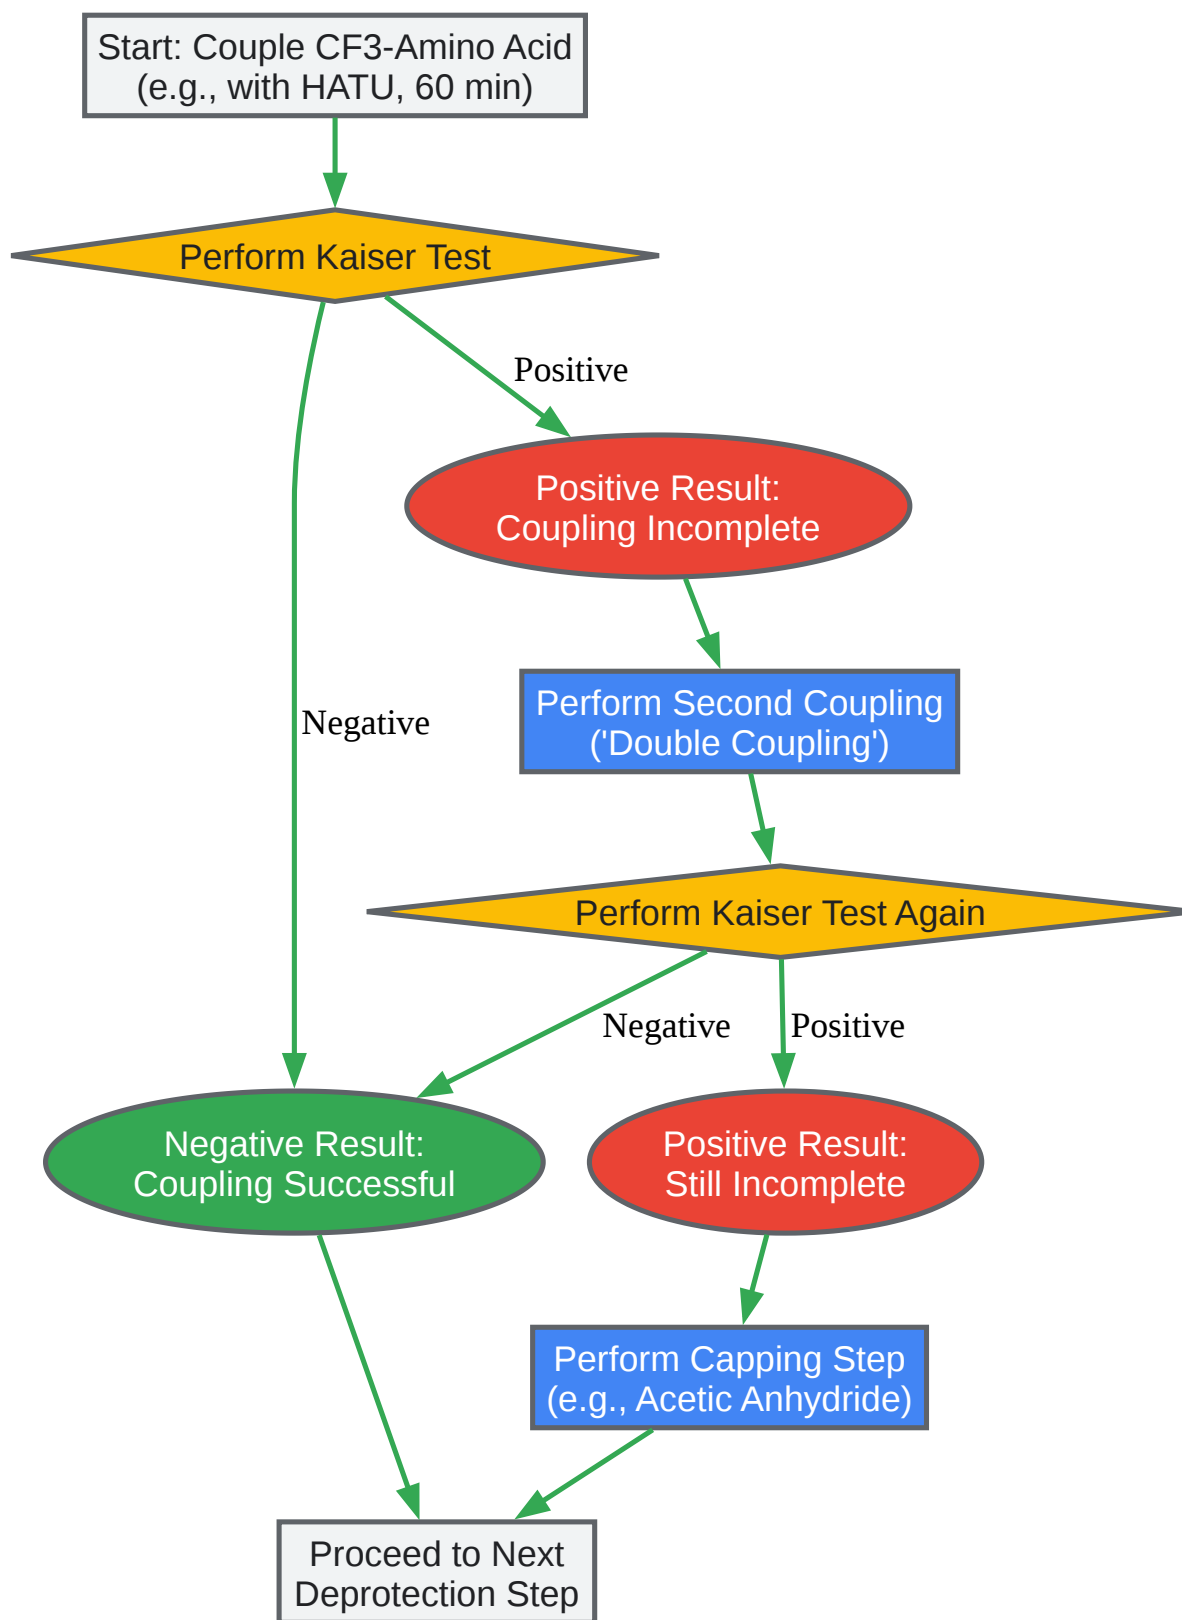 Start: Couple CF3-Amino Acid
(e.g., with HATU, 60 min)
Perform Kaiser Test
Positive
Positive Result:
Coupling Incomplete
Perform Second Coupling
('Double Coupling')
Negative
Perform Kaiser Test Again
Negative
Positive
Negative Result:
Coupling Successful
Positive Result:
Still Incomplete
Perform Capping Step
(e.g., Acetic Anhydride)
Proceed to Next
Deprotection Step